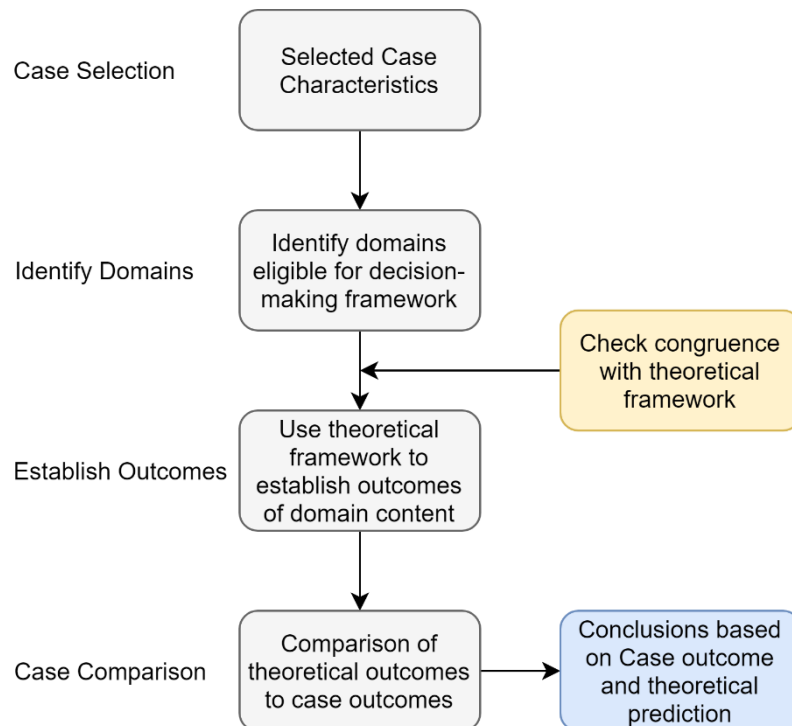 Case Selection
Selected Case
Characteristics
Identify Domains
Identify domains
eligible for decision-
making framework
Check congruence
with theoretical
framework
Establish Outcomes
Use theoretical
framework to
establish outcomes
of domain content
Case Comparison
Comparison of
theoretical outcomes
to case outcomes
Conclusions based
on Case outcome
and theoretical
prediction